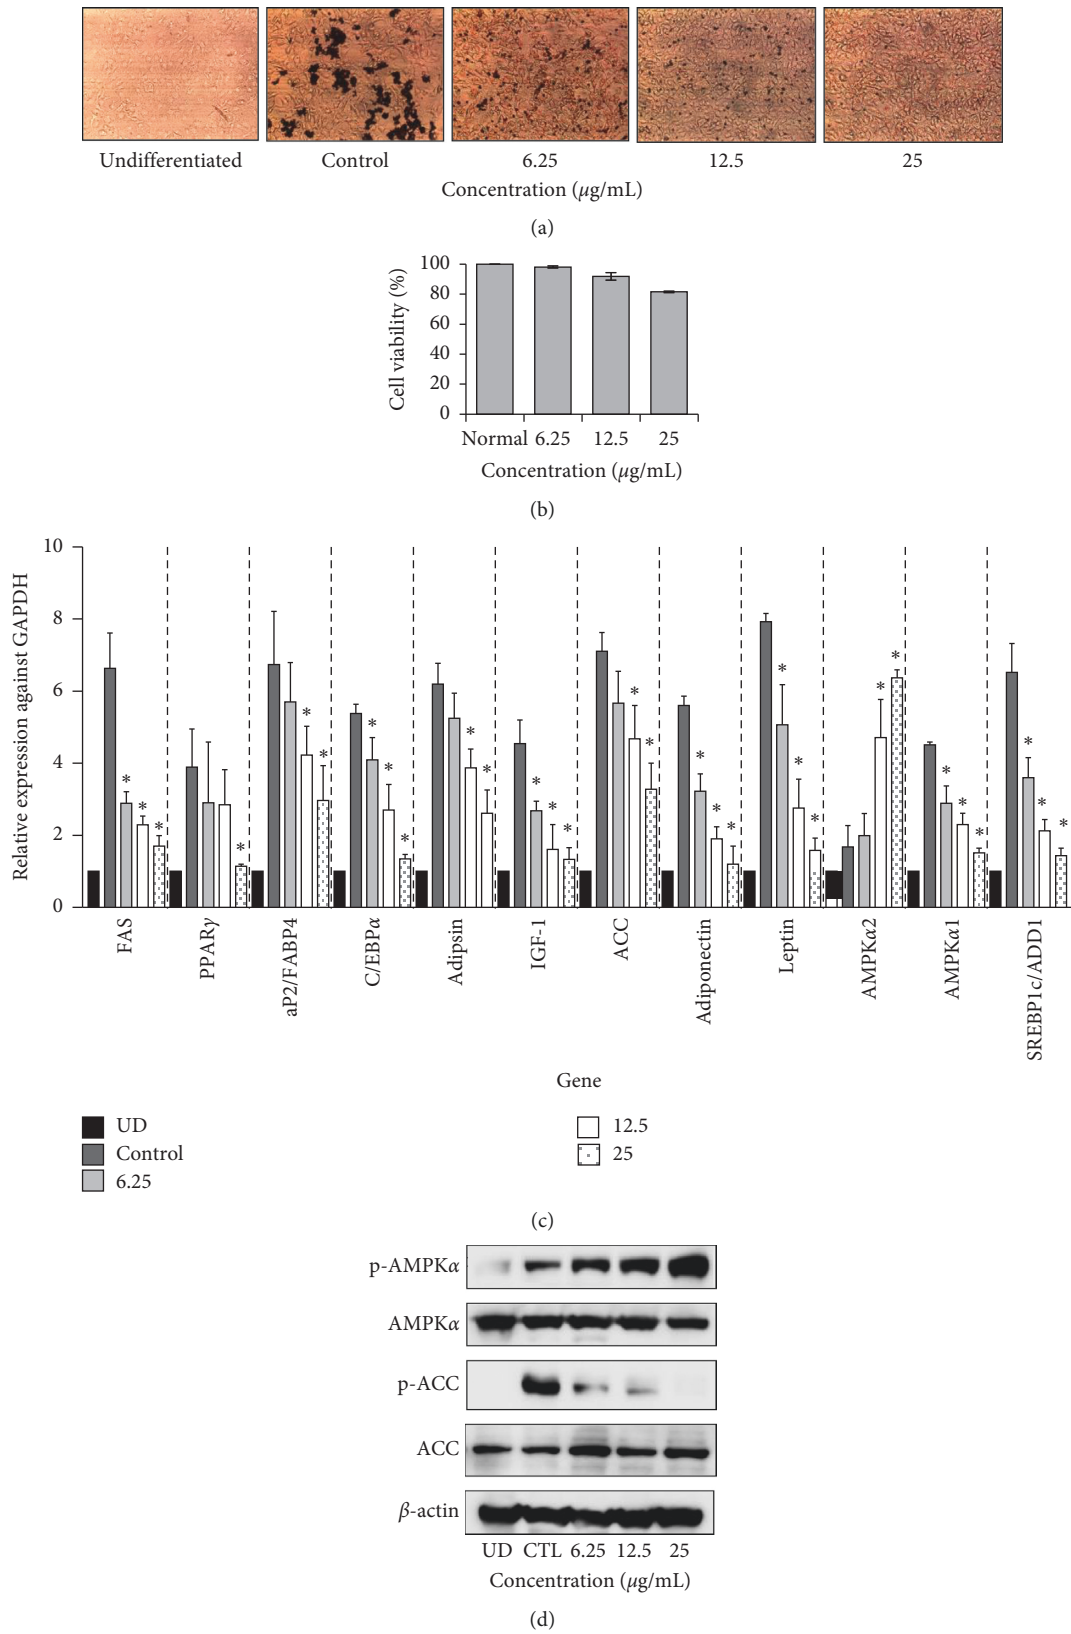 Undifferentiated Control 6.25 12.5 25
Concentration (μg/mL)
(a)
Cell viability (%)
100
80
60
40
20
0
Normal 6.25 12.5 25
Concentration (μg/mL)
(b)
Relative expression against GAPDH
10
8
6
4
2
0
* * * * * * * * * * * * * * * * * * * * * * * * * * * * * *
FAS
PPARγ
aP2/FABP4
C/EBPα
Adipsin
IGF-1
ACC
Adiponectin
Leptin
AMPKα2
AMPKα1
SREBP1c/ADD1
Gene
UD
Control
6.25
12.5
25
(c)
p-AMPKα
AMPKα
p-ACC
ACC
β-actin
UD CTL 6.25 12.5 25
Concentration (μg/mL)
(d)